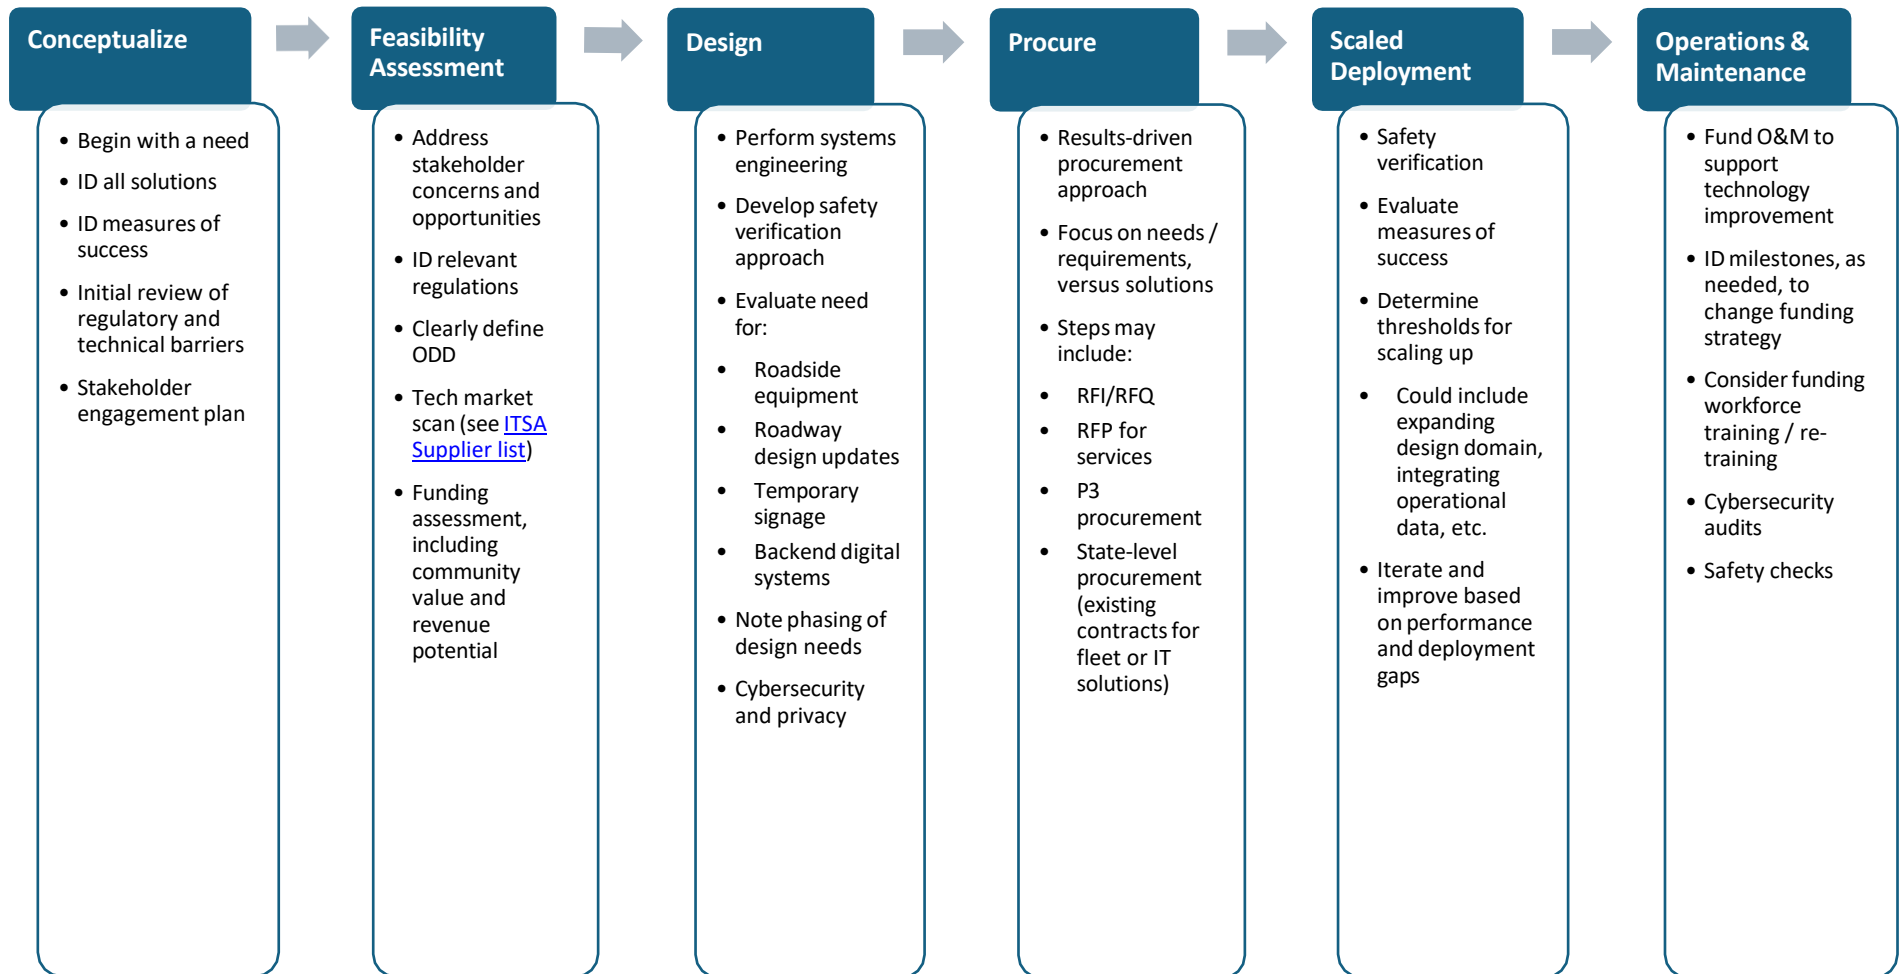 Conceptualize
• Begin with a need
• ID all solutions
• ID measures of
success
• Initial review of
regulatory and
technical barriers
• Stakeholder
engagement plan
Feasibility
Assessment
• Address
stakeholder
concerns and
opportunities
• ID relevant
regulations
• Clearly define
ODD
• Tech market
scan (see ITSA
Supplier list)
• Funding
assessment,
including
community
value and
revenue
potential
Design
• Perform systems
engineering
• Develop safety
verification
approach
• Evaluate need
for:
• Roadside
equipment
• Roadway
design updates
• Temporary
signage
• Backend digital
systems
• Note phasing of
design needs
• Cybersecurity
and privacy
Procure
• Results-driven
procurement
approach
• Focus on needs /
requirements,
versus solutions
• Steps may
include:
• RFI/RFQ
• RFP for
services
• P3
procurement
• State-level
procurement
(existing
contracts for
fleet or IT
solutions)
Scaled
Deployment
• Safety
verification
• Evaluate
measures of
success
• Determine
thresholds for
scaling up
• Could include
expanding
design domain,
integrating
operational
data, etc.
• Iterate and
improve based
on performance
and deployment
gaps
Operations &
Maintenance
• Fund O&M to
support
technology
improvement
• ID milestones, as
needed, to
change funding
strategy
• Consider funding
workforce
training / re-
training
• Cybersecurity
audits
• Safety checks